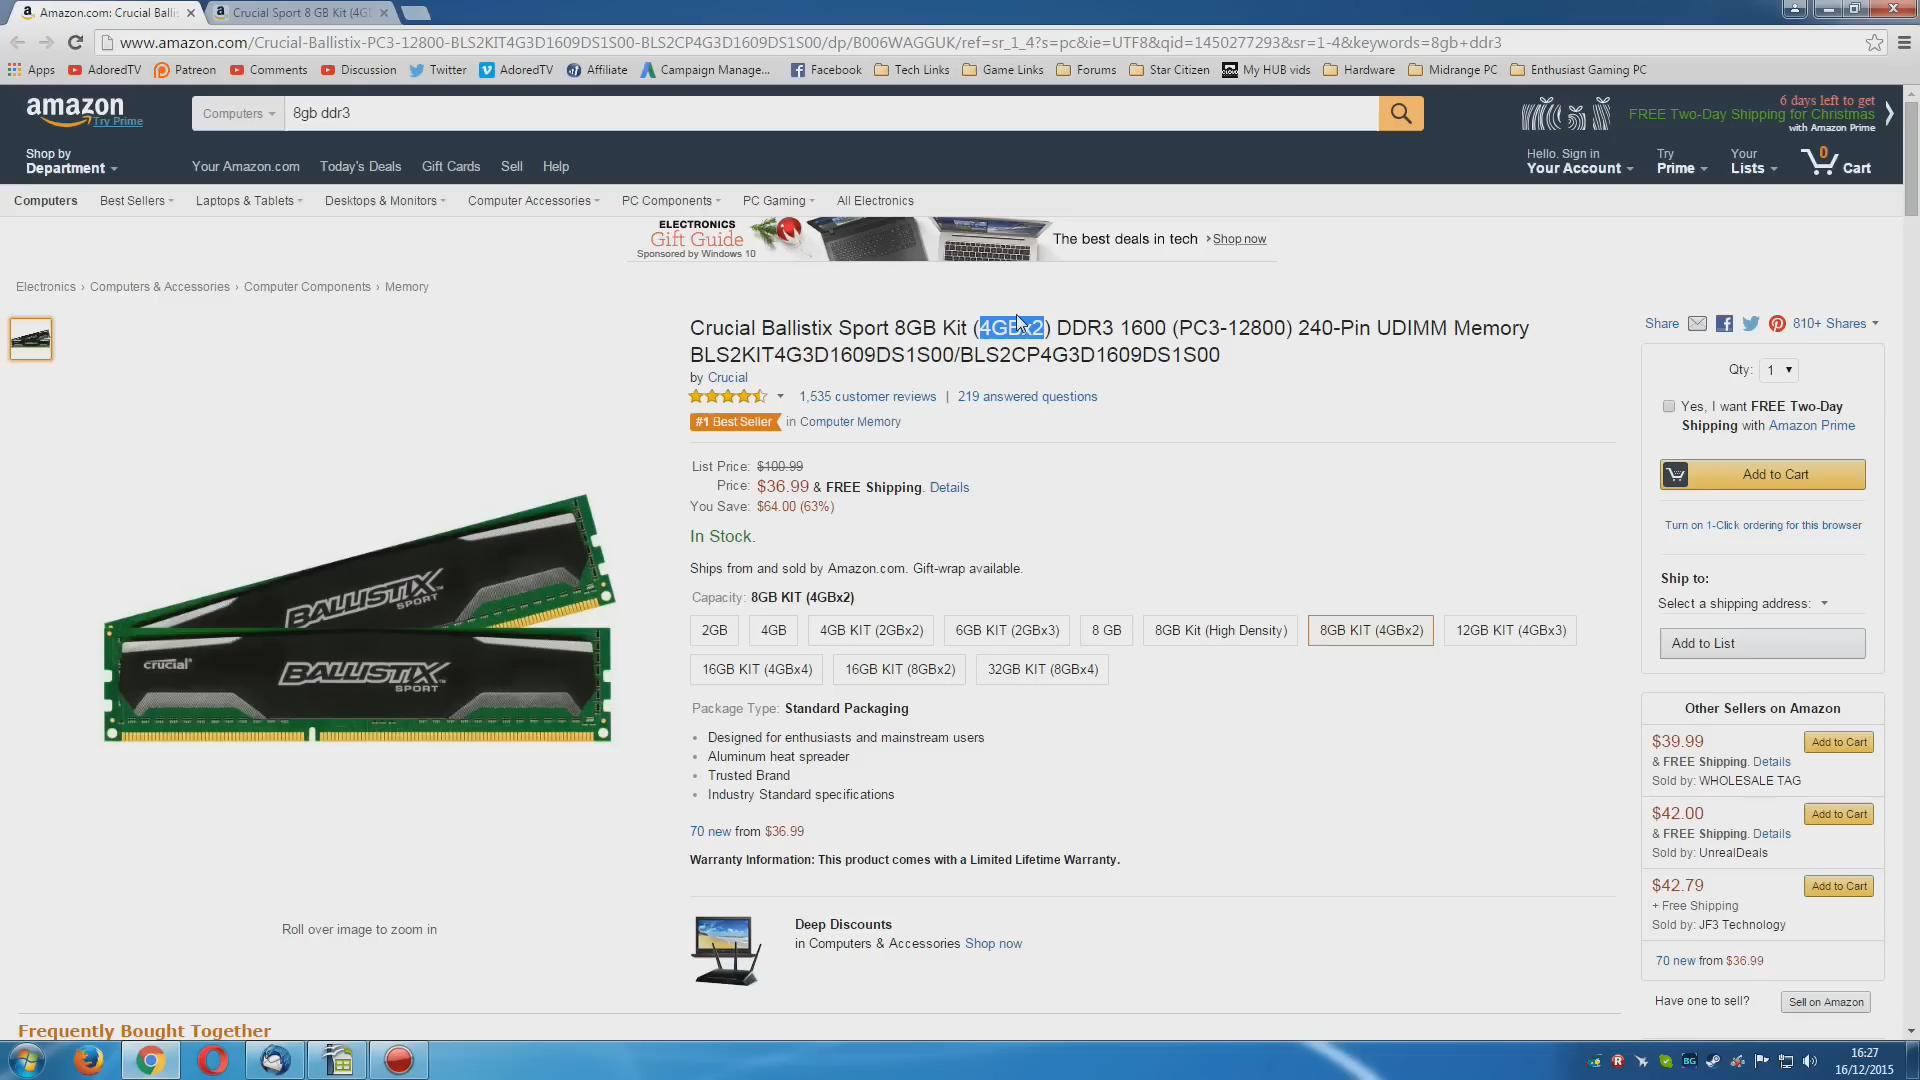 Amazon.com: Crucial Ballis
Crucial Sport 8 GB Kit (4G
www.amazon.com/Crucial-Ballistix-PC3-12800-BLS2KIT4G3D1609DS1S00-BLS2CP4G3D1609DS1S00/dp/B006WAGGUK/ref=sr_1_4?s=pc&ie=UTF8&qid=1450277293&sr=1-4&keywords=8gb+ddr3
Apps AdoredTV Patreon Comments Discussion Twitter AdoredTV Affiliate Campaign Manage... Facebook Tech Links Game Links Forums Star Citizen My HUB vids Hardware Midrange PC Enthusiast Gaming PC
amazon
Try Prime
Computers
8gb ddr3
6 days left to get
FREE Two-Day Shipping for Christmas
with Amazon Prime
Shop by
Department
Your Amazon.com Today's Deals Gift Cards Sell Help
Hello. Sign in
Your Account
Try
Prime
Your
Lists
0
Cart
Computers Best Sellers Laptops & Tablets Desktops & Monitors Computer Accessories PC Components PC Gaming All Electronics
ELECTRONICS
Gift Guide
Sponsored by Windows 10
The best deals in tech › Shop now
Electronics › Computers & Accessories › Computer Components › Memory
Crucial Ballistix Sport 8GB Kit (4GBx2) DDR3 1600 (PC3-12800) 240-Pin UDIMM Memory
BLS2KIT4G3D1609DS1S00/BLS2CP4G3D1609DS1S00
by Crucial
1,535 customer reviews | 219 answered questions
#1 Best Seller in Computer Memory
List Price: $100.99
Price: $36.99 & FREE Shipping. Details
You Save: $64.00 (63%)
In Stock.
Ships from and sold by Amazon.com. Gift-wrap available.
Capacity: 8GB KIT (4GBx2)
2GB 4GB 4GB KIT (2GBx2) 6GB KIT (2GBx3) 8 GB 8GB Kit (High Density) 8GB KIT (4GBx2) 12GB KIT (4GBx3)
16GB KIT (4GBx4) 16GB KIT (8GBx2) 32GB KIT (8GBx4)
Package Type: Standard Packaging
• Designed for enthusiasts and mainstream users
• Aluminum heat spreader
• Trusted Brand
• Industry Standard specifications
70 new from $36.99
Warranty Information: This product comes with a Limited Lifetime Warranty.
Deep Discounts
in Computers & Accessories Shop now
BALLISTIX
SPORT
crucial
BALLISTIX
SPORT
Roll over image to zoom in
Frequently Bought Together
Share 810+ Shares
Qty: 1
Yes, I want FREE Two-Day
Shipping with Amazon Prime
Add to Cart
Turn on 1-Click ordering for this browser
Ship to:
Select a shipping address:
Add to List
Other Sellers on Amazon
$39.99 Add to Cart
& FREE Shipping. Details
Sold by: WHOLESALE TAG
$42.00 Add to Cart
& FREE Shipping. Details
Sold by: UnrealDeals
$42.79 Add to Cart
+ Free Shipping
Sold by: JF3 Technology
70 new from $36.99
Have one to sell? Sell on Amazon
16:27
16/12/2015